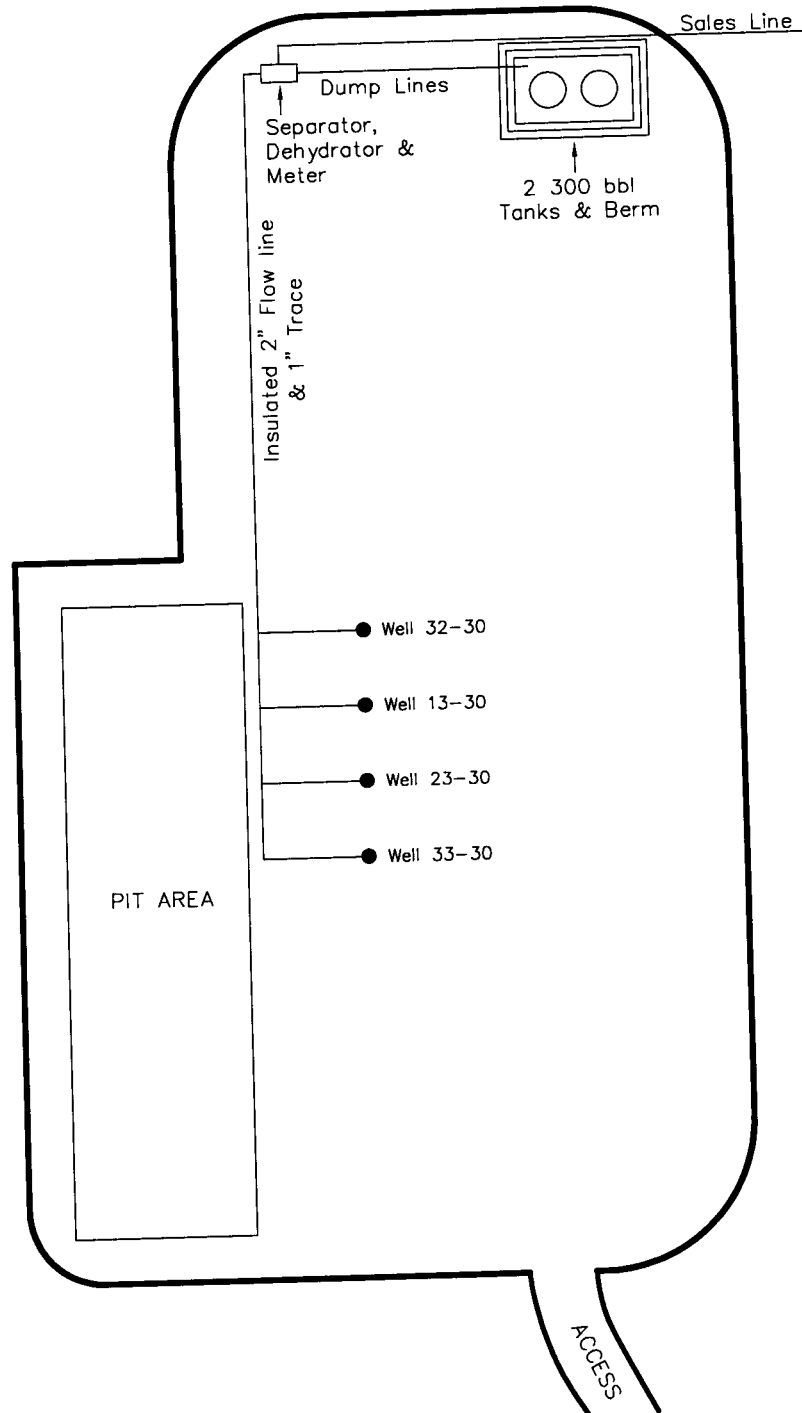 Sales Line
Dump Lines
Separator,
Dehydrator &
Meter
2 300 bbl
Tanks & Berm
Insulated 2" Flow line
& 1" Trace
Well 32-30
Well 13-30
Well 23-30
Well 33-30
PIT AREA
ACCESS